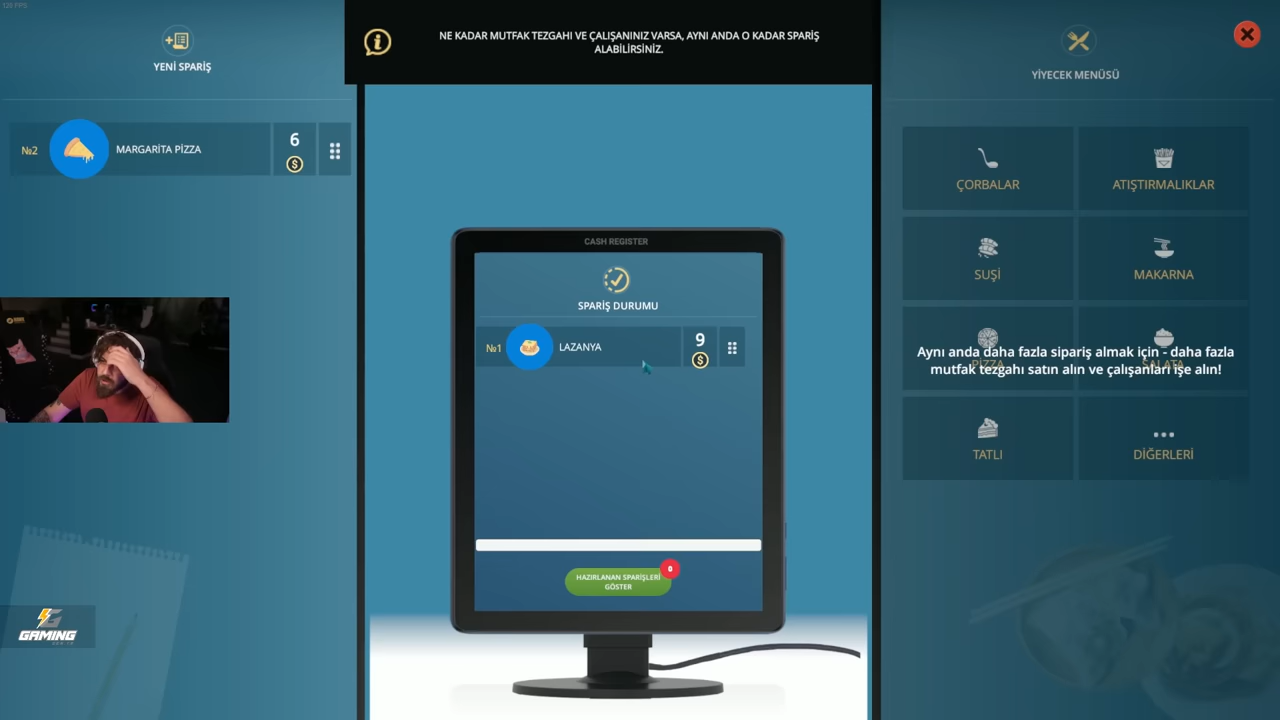 128 FPS
YENİ SPARİŞ
№2
MARGARİTA PİZZA
6
NE KADAR MUTFAK TEZGAHI VE ÇALIŞANINIZ VARSA, AYNI ANDA O KADAR SPARİŞ
ALABİLİRSİNİZ.
CASH REGISTER
SPARİŞ DURUMU
№1
LAZANYA
9
HAZIRLANAN SPARİŞLERİ
GÖSTER
0
YİYECEK MENÜSÜ
ÇORBALAR
ATIŞTIRMALIKLAR
SUŞİ
MAKARNA
Aynı anda daha fazla sipariş almak için - daha fazla
mutfak tezgahı satın alın ve çalışanları işe alın!
TATLI
DİĞERLERİ
GAMING